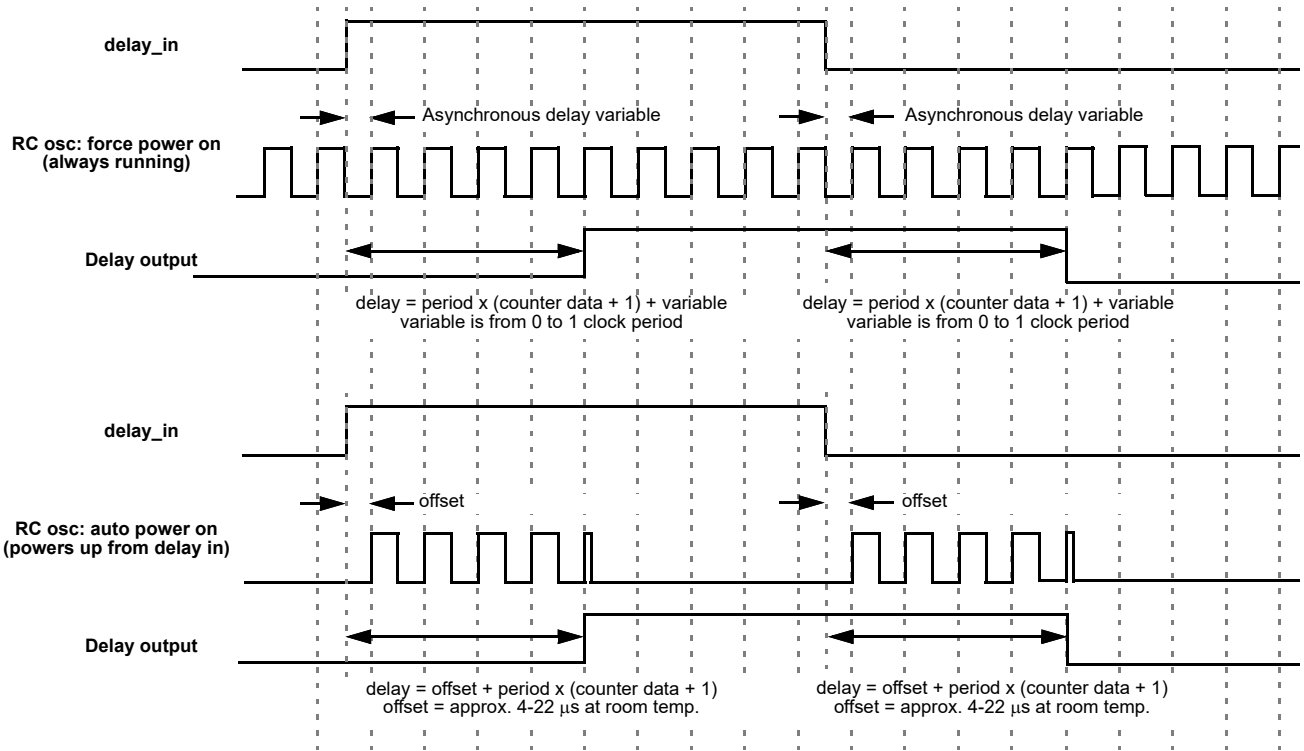 delay_in
Asynchronous delay variable
Asynchronous delay variable
RC osc: force power on
(always running)
Delay output
delay = period x (counter data + 1) + variable
variable is from 0 to 1 clock period
delay = period x (counter data + 1) + variable
variable is from 0 to 1 clock period
delay_in
offset
offset
RC osc: auto power on
(powers up from delay in)
Delay output
delay = offset + period x (counter data + 1)
offset = approx. 4-22 μs at room temp.
delay = offset + period x (counter data + 1)
offset = approx. 4-22 μs at room temp.